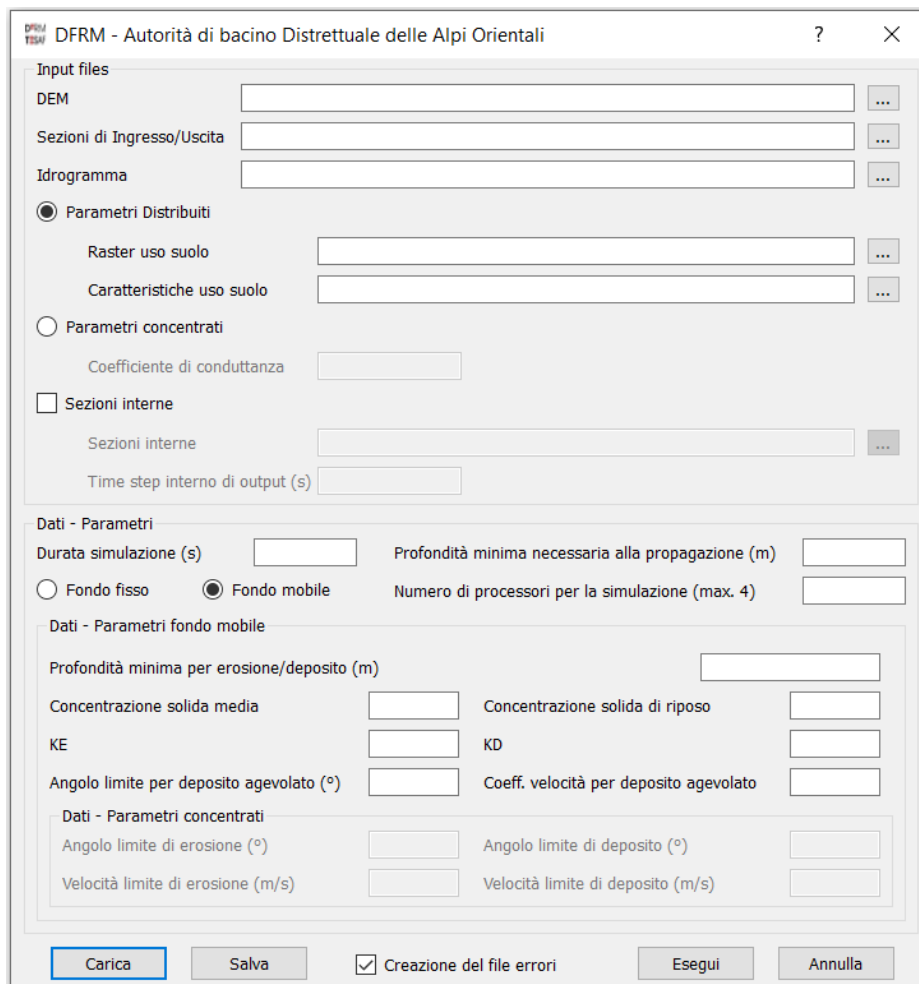 DFRM TESAF DFRM - Autorità di bacino Distrettuale delle Alpi Orientali ?
Input files
DEM ...
Sezioni di Ingresso/Uscita ...
Idrogramma ...
Parametri Distribuiti
Raster uso suolo ...
Caratteristiche uso suolo ...
Parametri concentrati
Coefficiente di conduttanza
Sezioni interne
Sezioni interne ...
Time step interno di output (s)
Dati - Parametri
Durata simulazione (s) Profondità minima necessaria alla propagazione (m)
Fondo fisso Fondo mobile Numero di processori per la simulazione (max. 4)
Dati - Parametri fondo mobile
Profondità minima per erosione/deposito (m)
Concentrazione solida media Concentrazione solida di riposo
KE KD
Angolo limite per deposito agevolato (°) Coeff. velocità per deposito agevolato
Dati - Parametri concentrati
Angolo limite di erosione (°) Angolo limite di deposito (°)
Velocità limite di erosione (m/s) Velocità limite di deposito (m/s)
Carica Salva Creazione del file errori Esegui Annulla